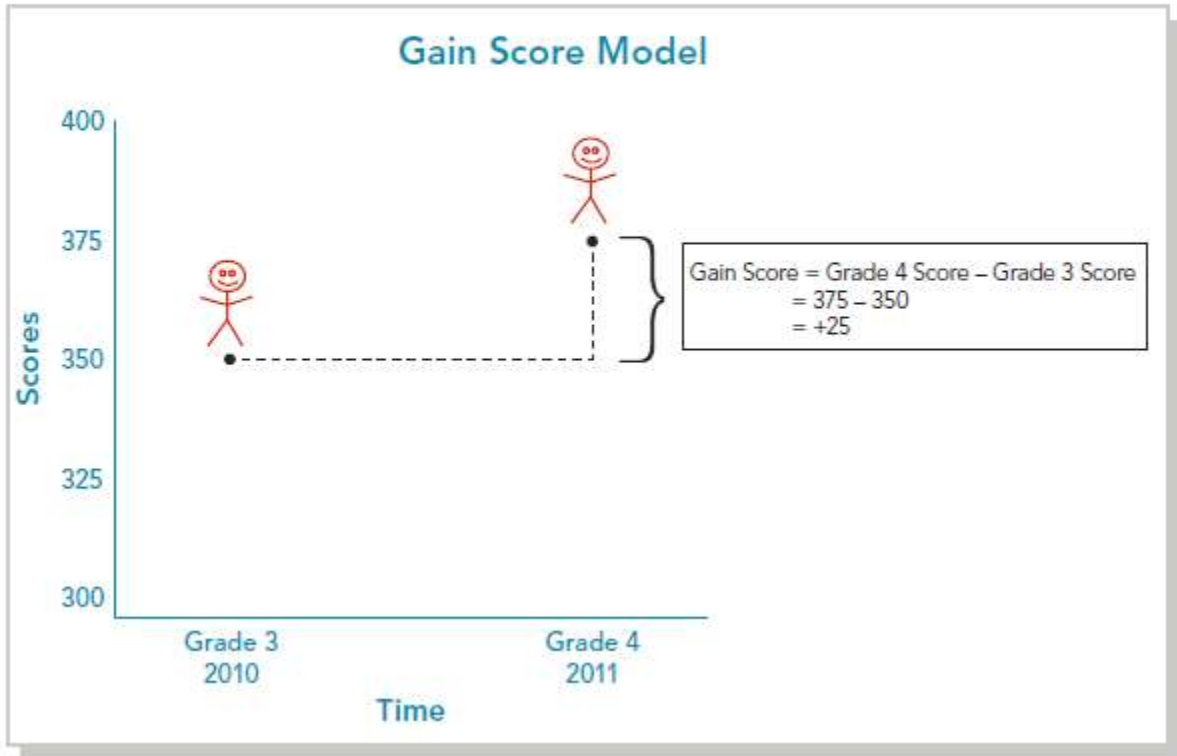 Gain Score Model
400
375
350
325
300
Scores
Gain Score = Grade 4 Score – Grade 3 Score
= 375 – 350
= +25
Grade 3
2010
Grade 4
2011
Time